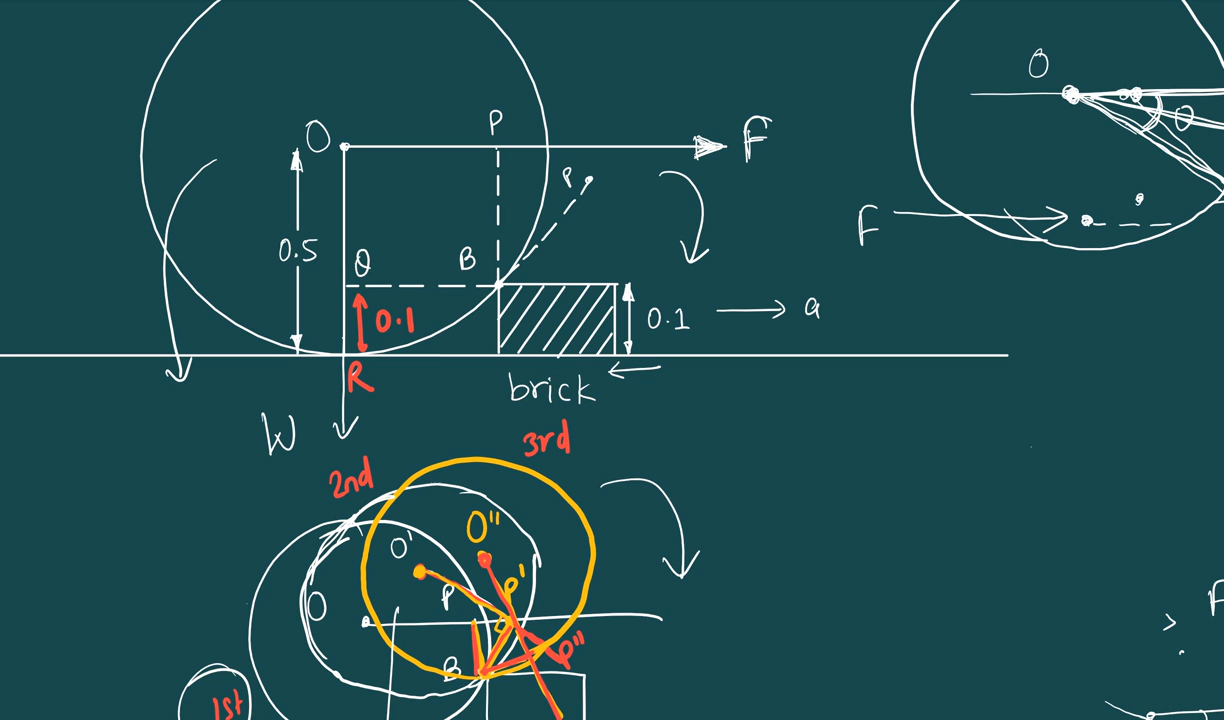 O
P
F
P
0.5
Q
B
0.1
0.1
a
R
brick
W
O
θ
F
2nd
3rd
O'
O"
P
P'
O
P"
B
1st
F